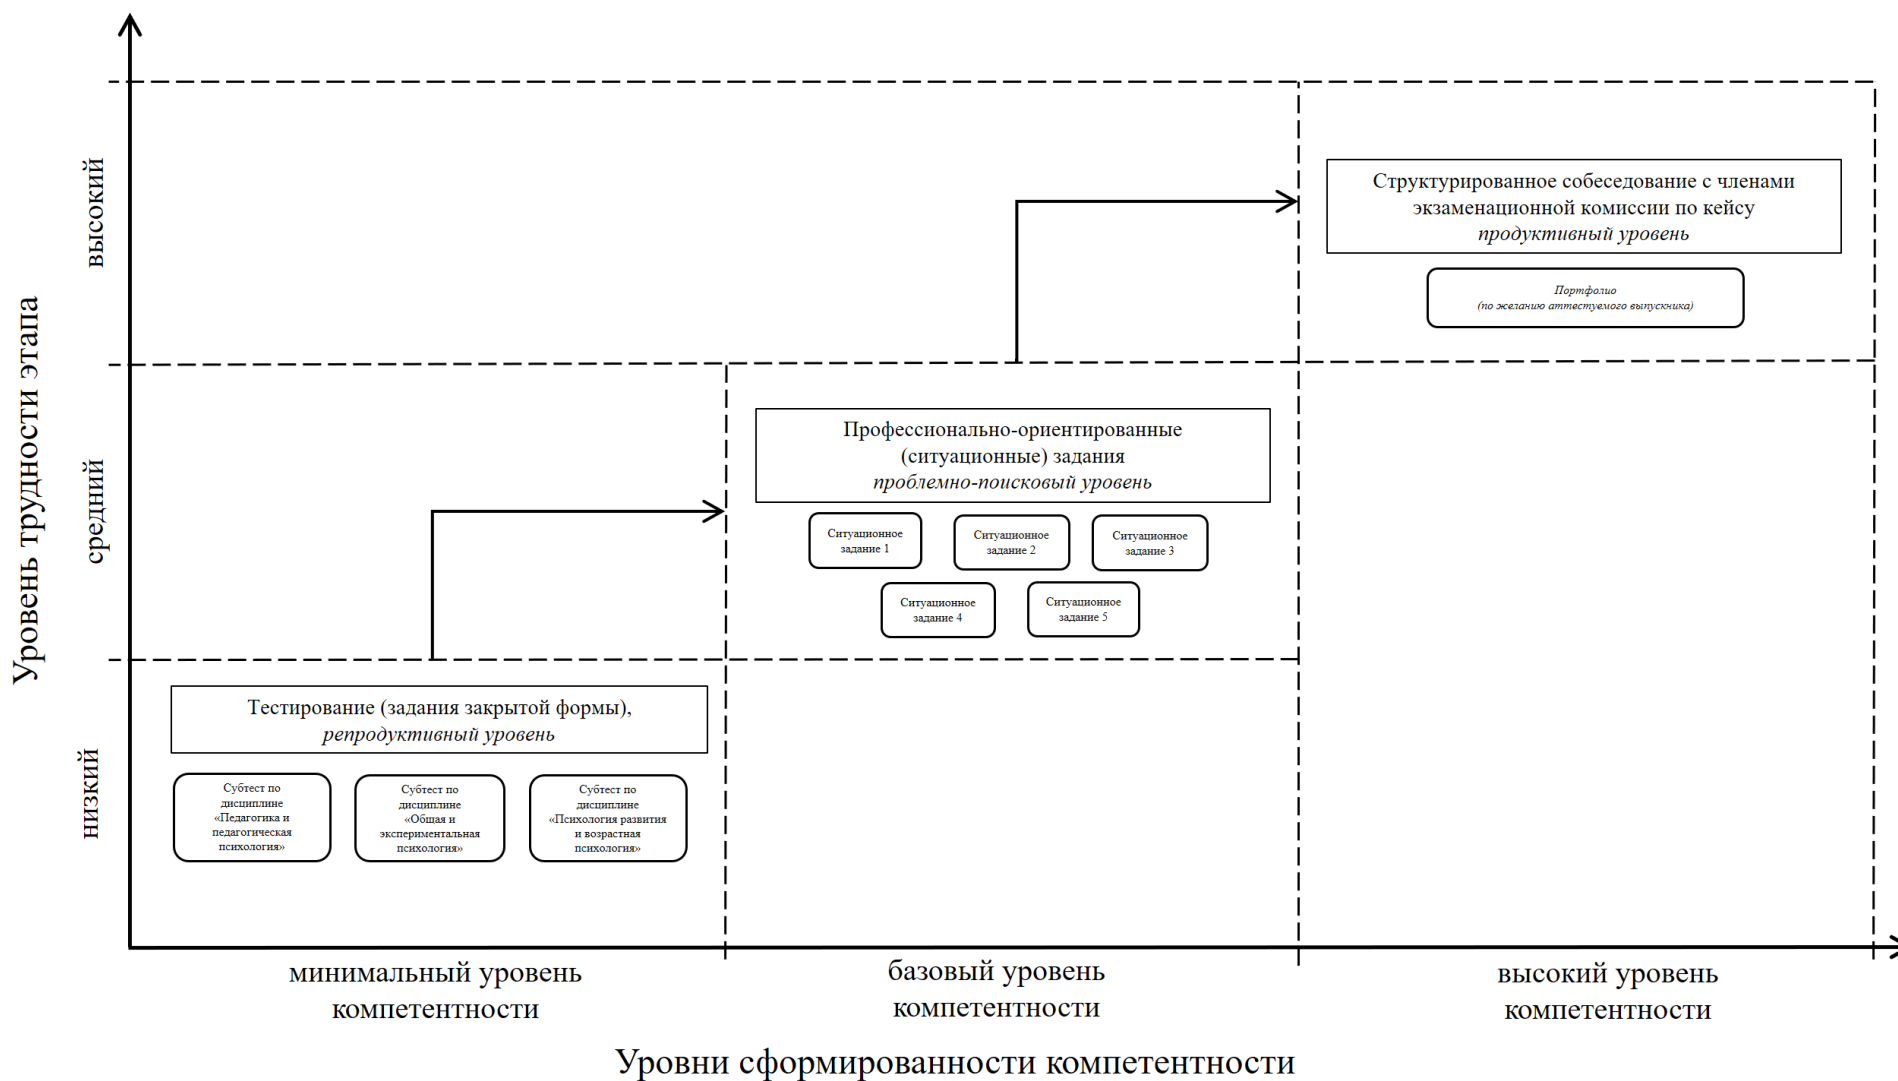 Уровень трудности этапа
высокий
средний
низкий
Структурированное собеседование с членами
экзаменационной комиссии по кейсу
продуктивный уровень
Портфолио
(по желанию аттестуемого выпускника)
Профессионально-ориентированные
(ситуационные) задания
проблемно-поисковый уровень
Ситуационное
задание 1
Ситуационное
задание 2
Ситуационное
задание 3
Ситуационное
задание 4
Ситуационное
задание 5
Тестирование (задания закрытой формы),
репродуктивный уровень
Субтест по
дисциплине
«Педагогика и
педагогическая
психология»
Субтест по
дисциплине
«Общая и
экспериментальная
психология»
Субтест по
дисциплине
«Психология развития
и возрастная
психология»
минимальный уровень
компетентности
базовый уровень
компетентности
высокий уровень
компетентности
Уровни сформированности компетентности